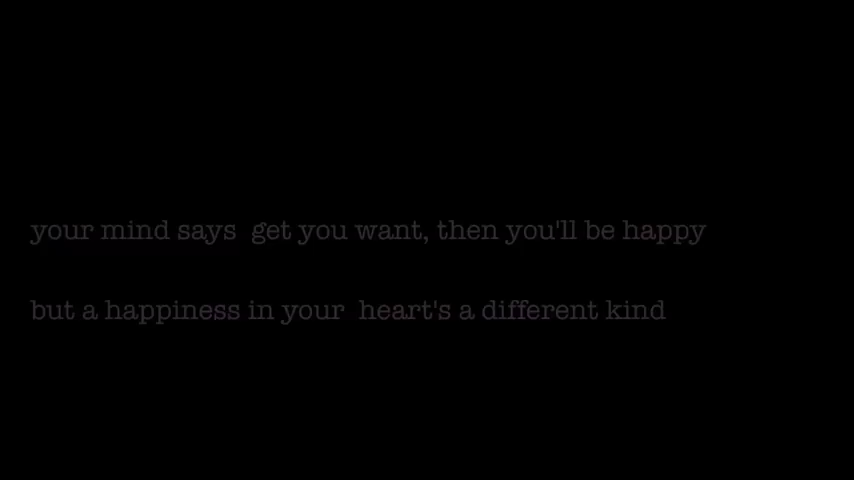 your mind says  get you want, then you'll be happy
but a happiness in your  heart's a different kind